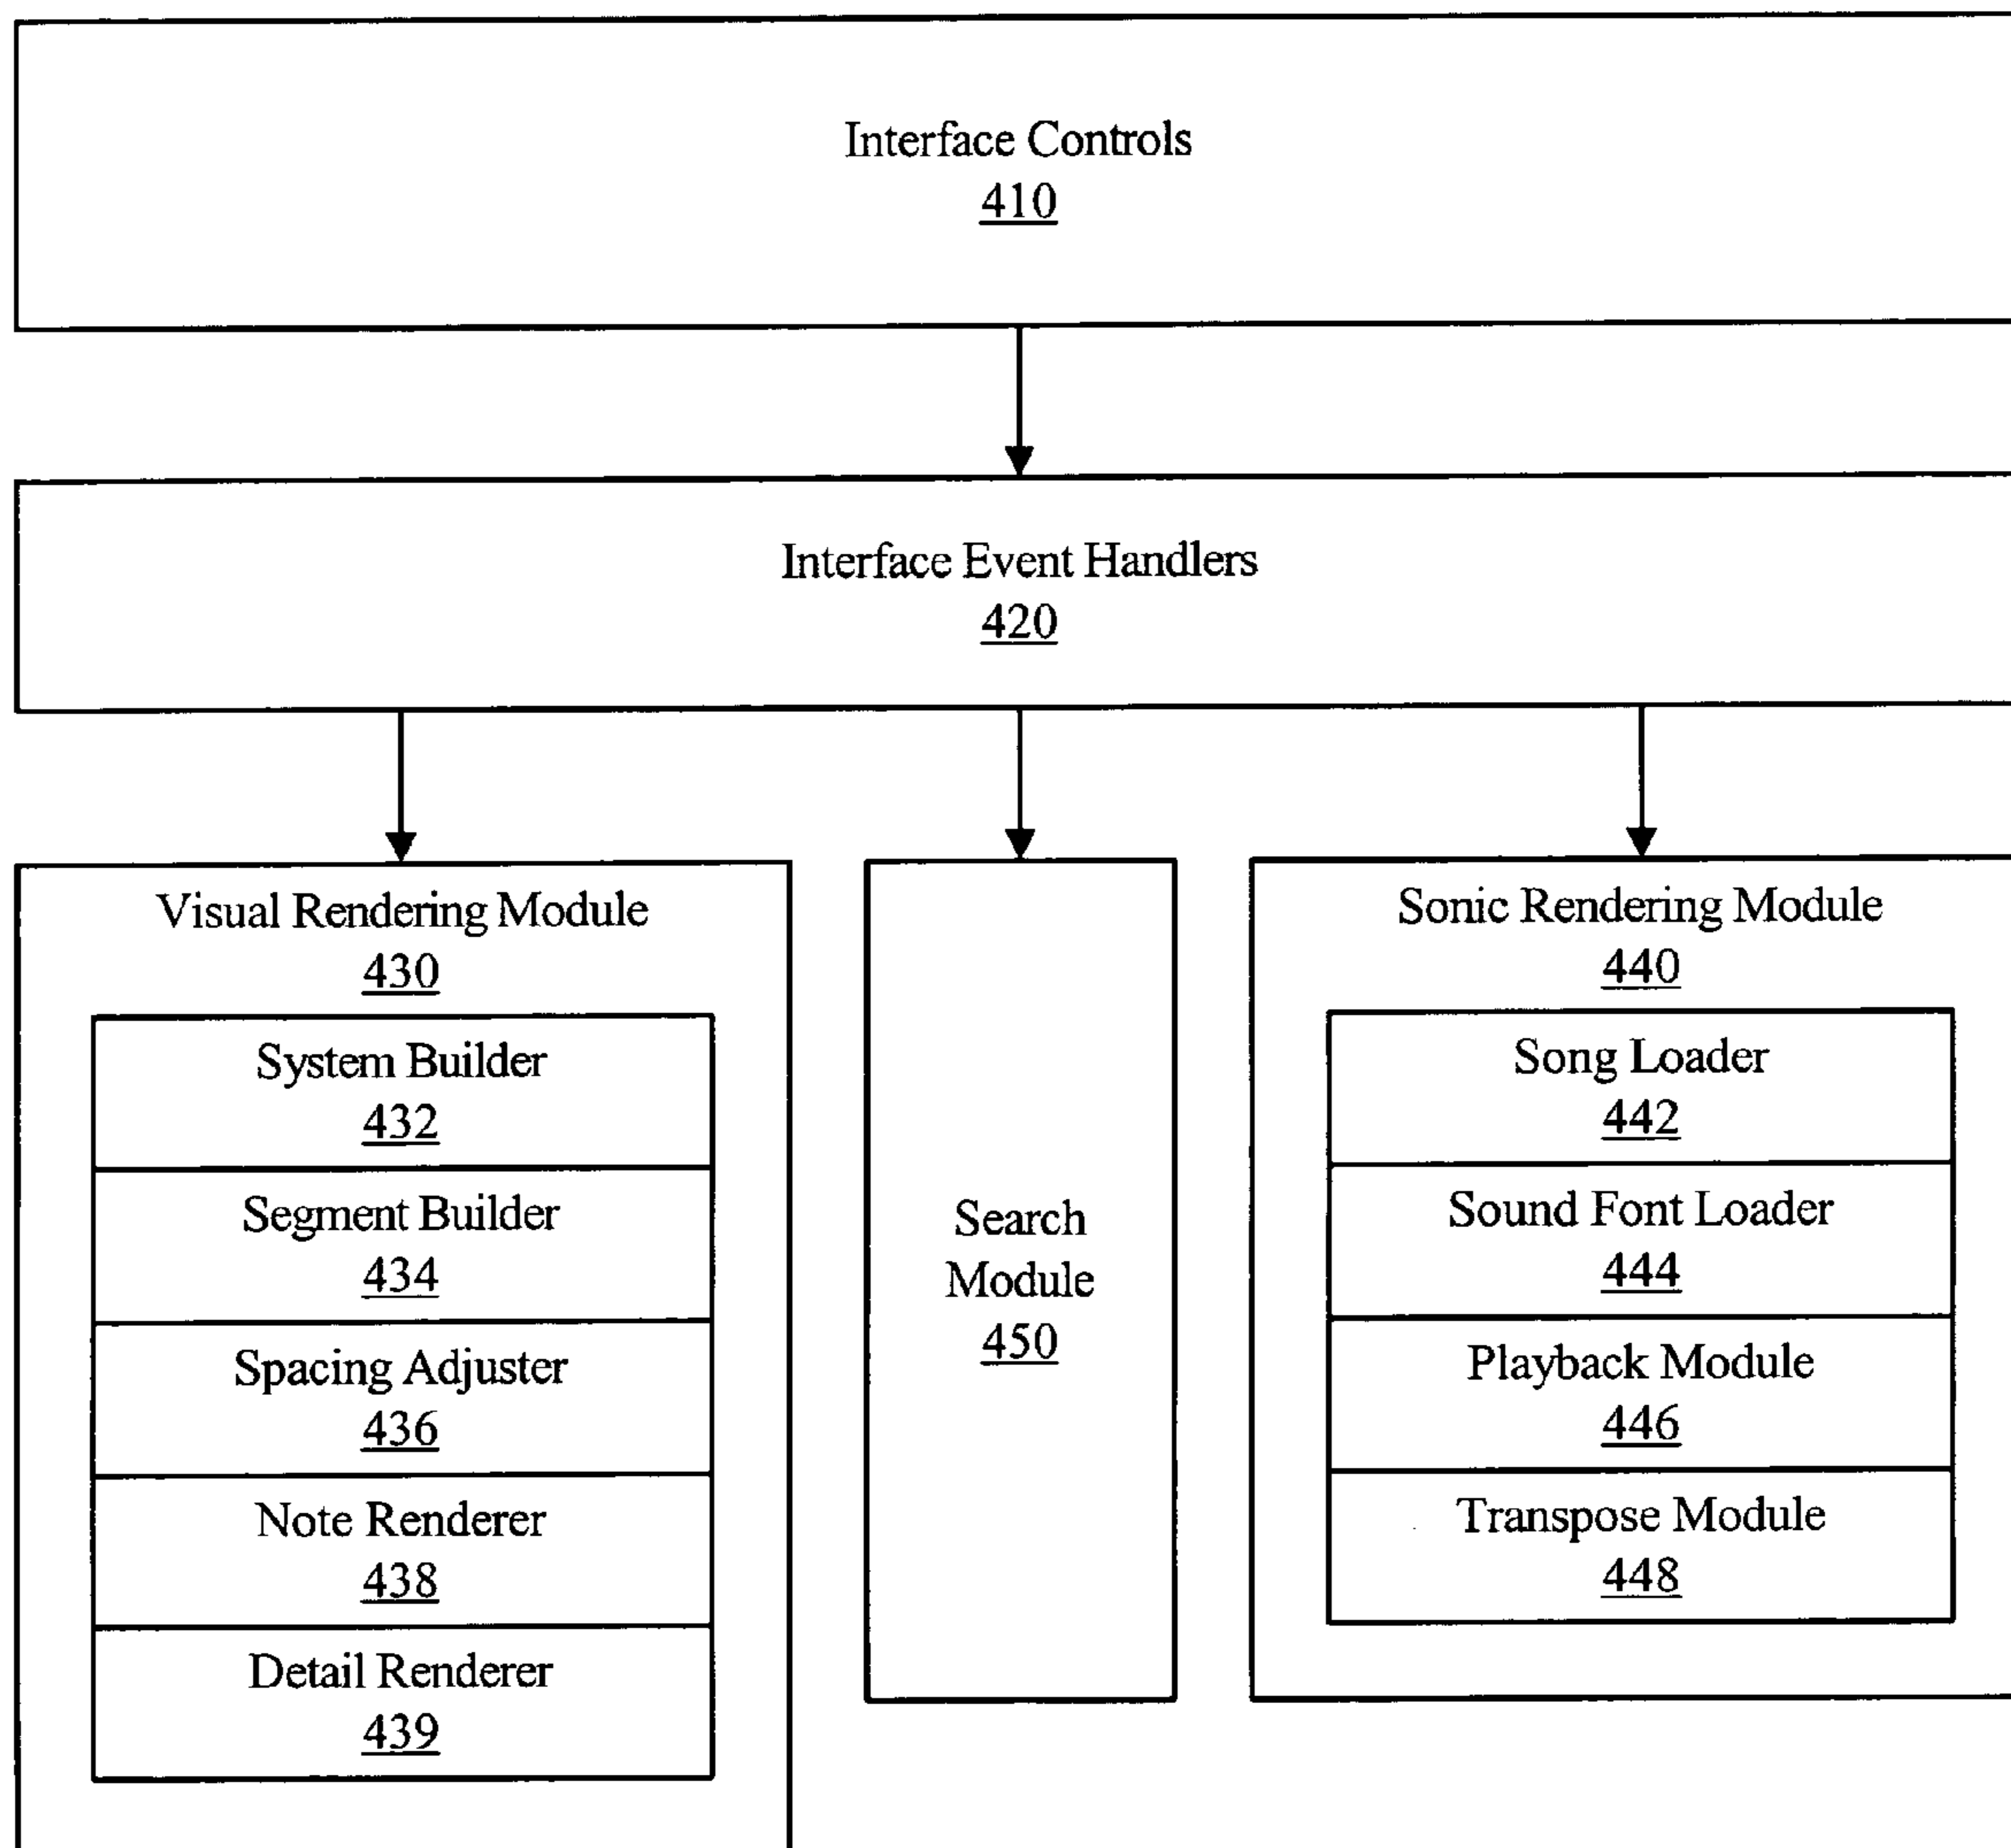 Interface Controls
410
Interface Event Handlers
420
Visual Rendering Module
430
System Builder
432
Segment Builder
434
Spacing Adjuster
436
Note Renderer
438
Detail Renderer
439
Search
Module
450
Sonic Rendering Module
440
Song Loader
442
Sound Font Loader
444
Playback Module
446
Transpose Module
448